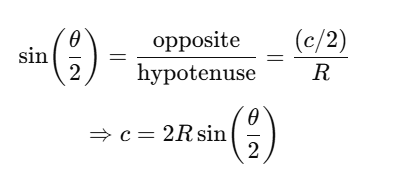 sin(θ/2) = opposite/hypotenuse = (c/2)/R
⇒ c = 2R sin(θ/2)